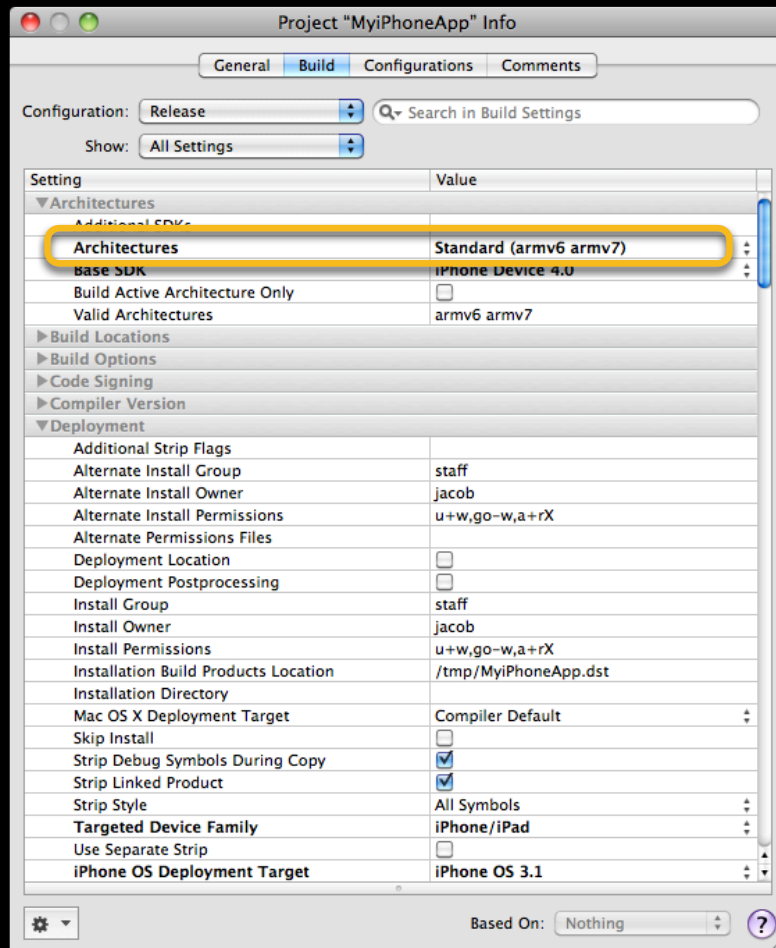 Project “MyiPhoneApp” Info
General Build Configurations Comments
Configuration: Release Search in Build Settings
Show: All Settings
Setting Value
Architectures
Additional SDKs
Architectures Standard (armv6 armv7)
Base SDK iPhone Device 4.0
Build Active Architecture Only
Valid Architectures armv6 armv7
Build Locations
Build Options
Code Signing
Compiler Version
Deployment
Additional Strip Flags
Alternate Install Group staff
Alternate Install Owner jacob
Alternate Install Permissions u+w,go-w,a+rX
Alternate Permissions Files
Deployment Location
Deployment Postprocessing
Install Group staff
Install Owner jacob
Install Permissions u+w,go-w,a+rX
Installation Build Products Location /tmp/MyiPhoneApp.dst
Installation Directory
Mac OS X Deployment Target Compiler Default
Skip Install
Strip Debug Symbols During Copy
Strip Linked Product
Strip Style All Symbols
Targeted Device Family iPhone/iPad
Use Separate Strip
iPhone OS Deployment Target iPhone OS 3.1
Based On: Nothing ?